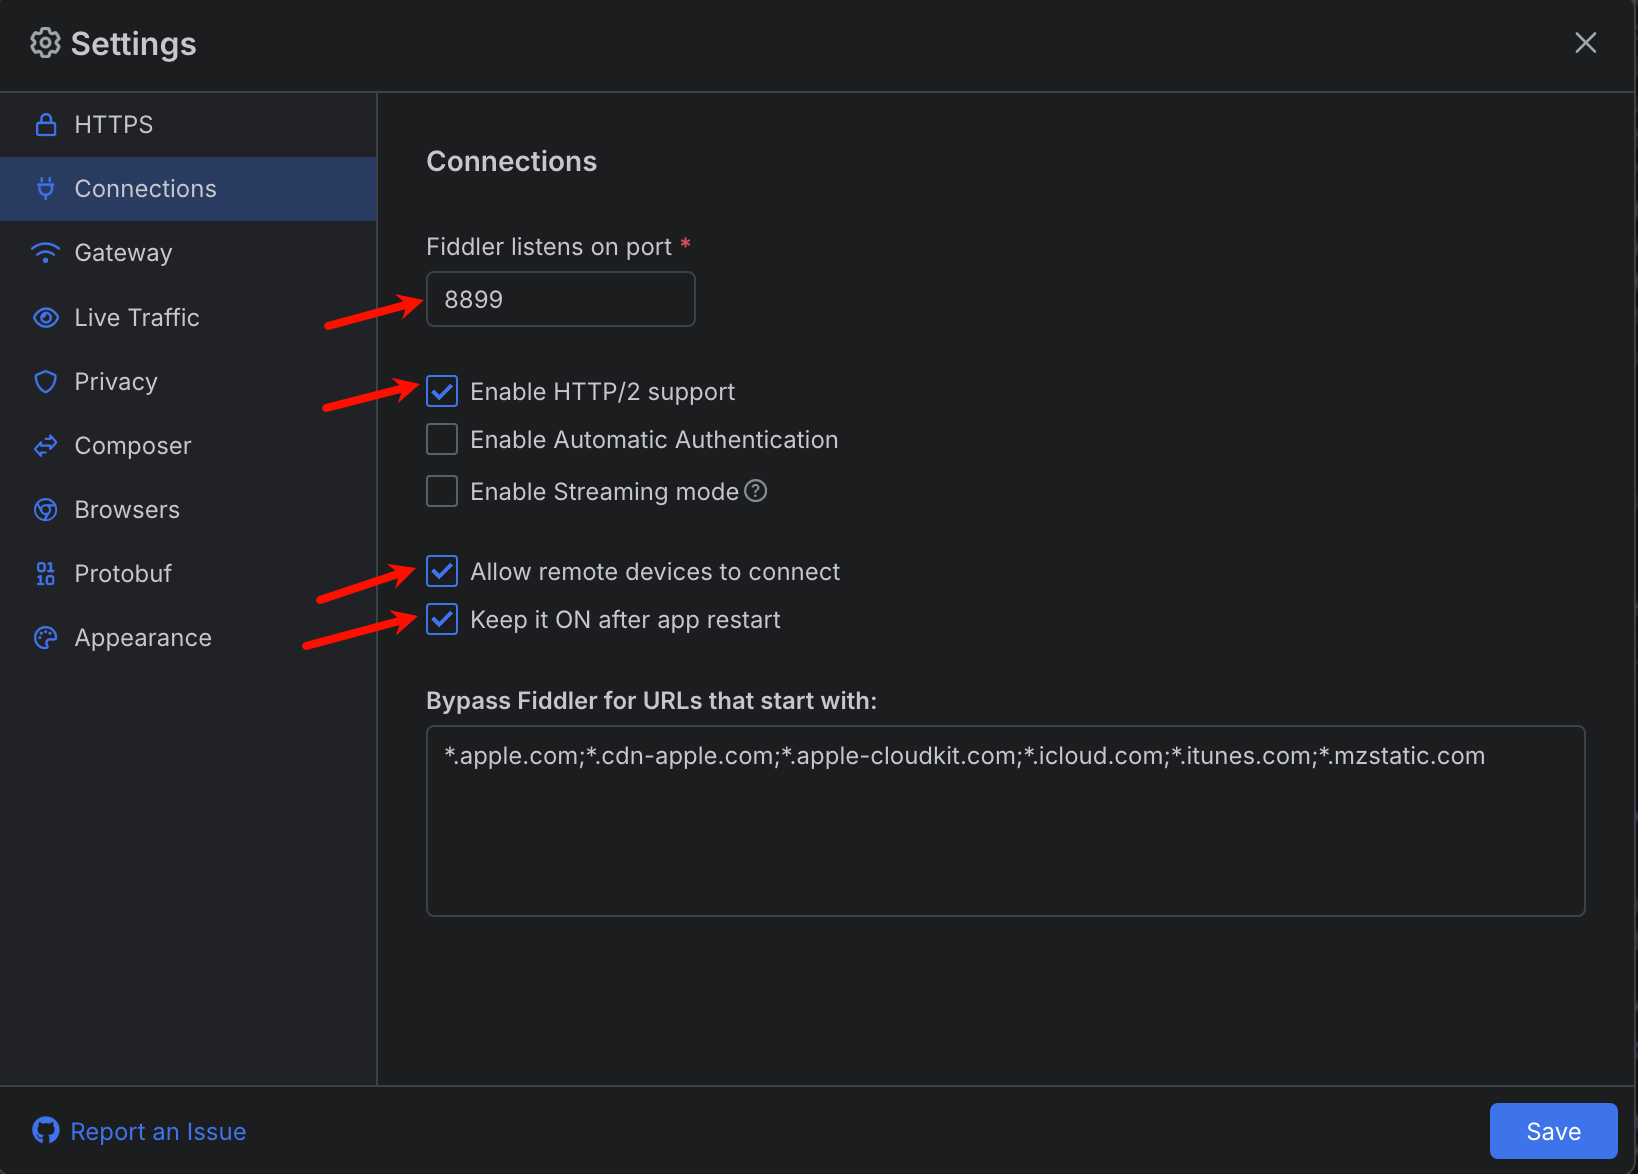 Settings
HTTPS
Connections
Gateway
Live Traffic
Privacy
Composer
Browsers
Protobuf
Appearance
Connections
Fiddler listens on port *
8899
Enable HTTP/2 support
Enable Automatic Authentication
Enable Streaming mode ?
Allow remote devices to connect
Keep it ON after app restart
Bypass Fiddler for URLs that start with:
*.apple.com;*.cdn-apple.com;*.apple-cloudkit.com;*.icloud.com;*.itunes.com;*.mzstatic.com
Report an Issue
Save